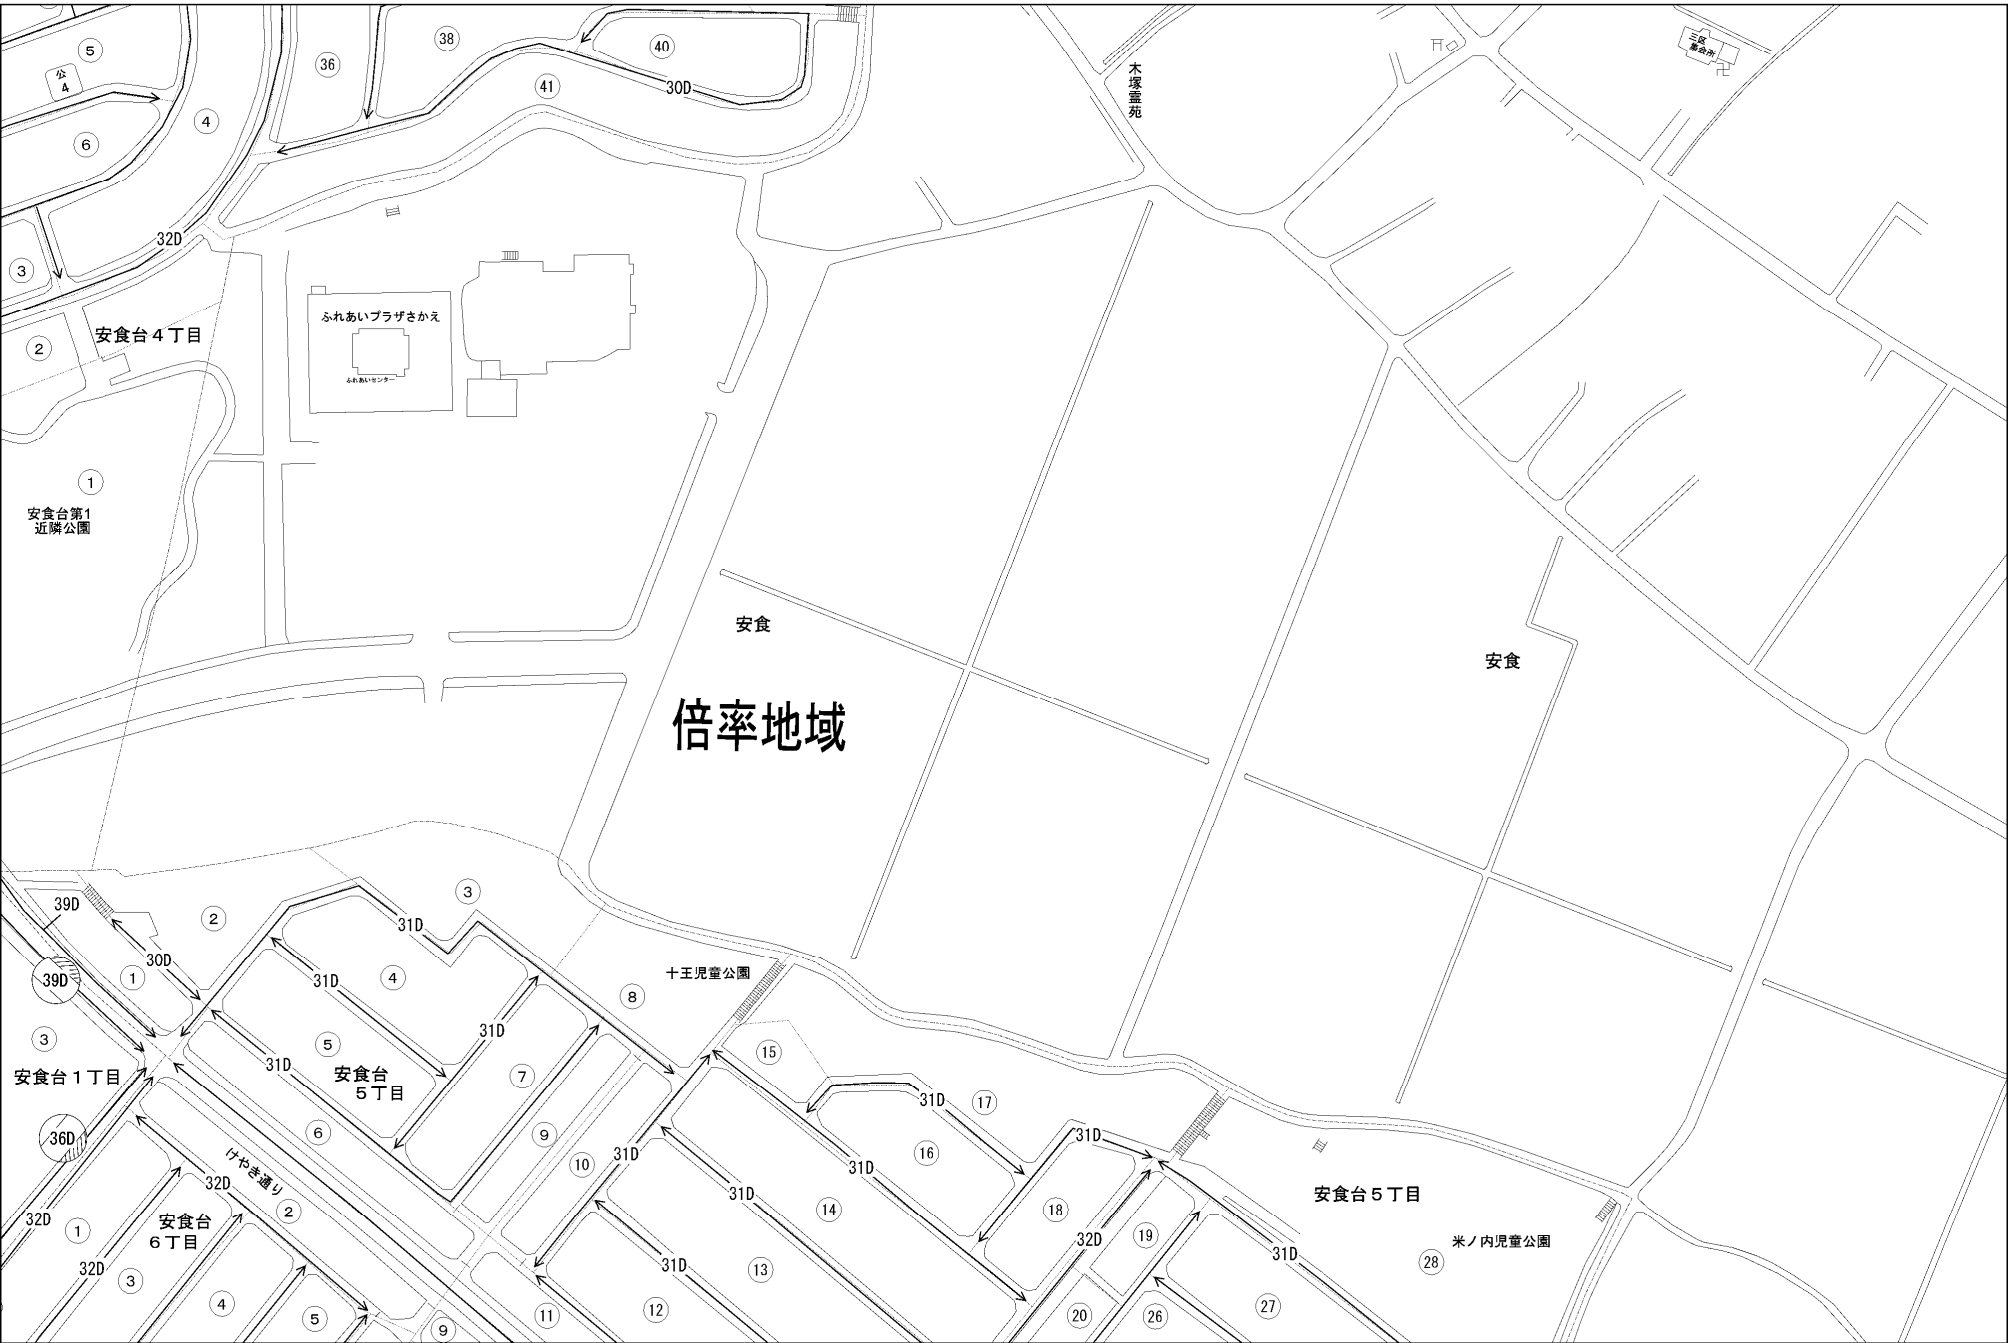 5
公
4
6
4
3
2
36
38
40
41
30D
32D
木塚霊苑
三区
集会所
安食台4丁目
ふれあいプラザさかえ
ふれあいセンター
1
安食台第1
近隣公園
安食
安食
倍率地域
39D
39D
30D
1
2
3
31D
31D
4
31D
5
31D
安食台
5丁目
6
7
8
9
10
十王児童公園
3
安食台1丁目
36D
けやき通り
32D
32D
32D
1
2
安食台
6丁目
3
4
5
9
11
12
13
14
15
16
17
18
19
20
26
27
28
31D
31D
31D
31D
31D
31D
32D
31D
安食台5丁目
米ノ内児童公園